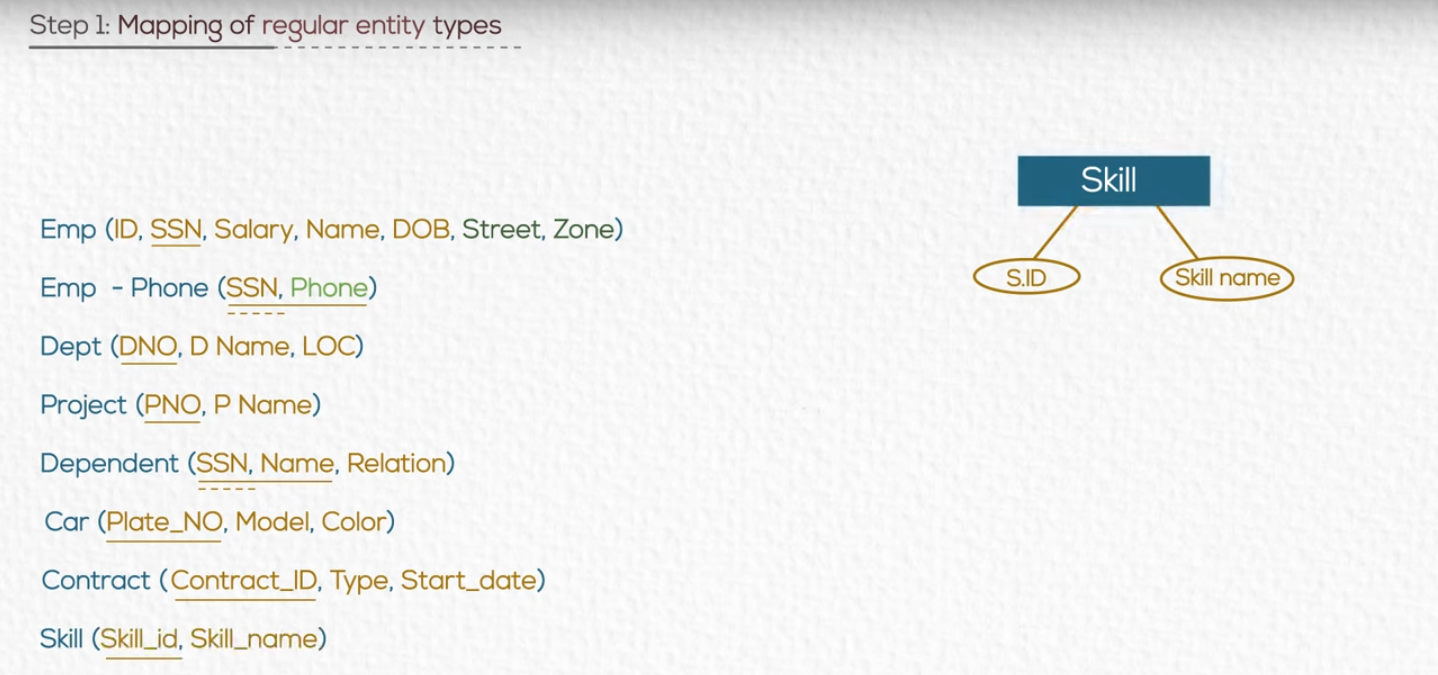 Step 1: Mapping of regular entity types
Skill
S.ID
Skill name
Emp (ID, SSN, Salary, Name, DOB, Street, Zone)
Emp - Phone (SSN, Phone)
Dept (DNO, D Name, LOC)
Project (PNO, P Name)
Dependent (SSN, Name, Relation)
Car (Plate_NO, Model, Color)
Contract (Contract_ID, Type, Start_date)
Skill (Skill_id, Skill_name)